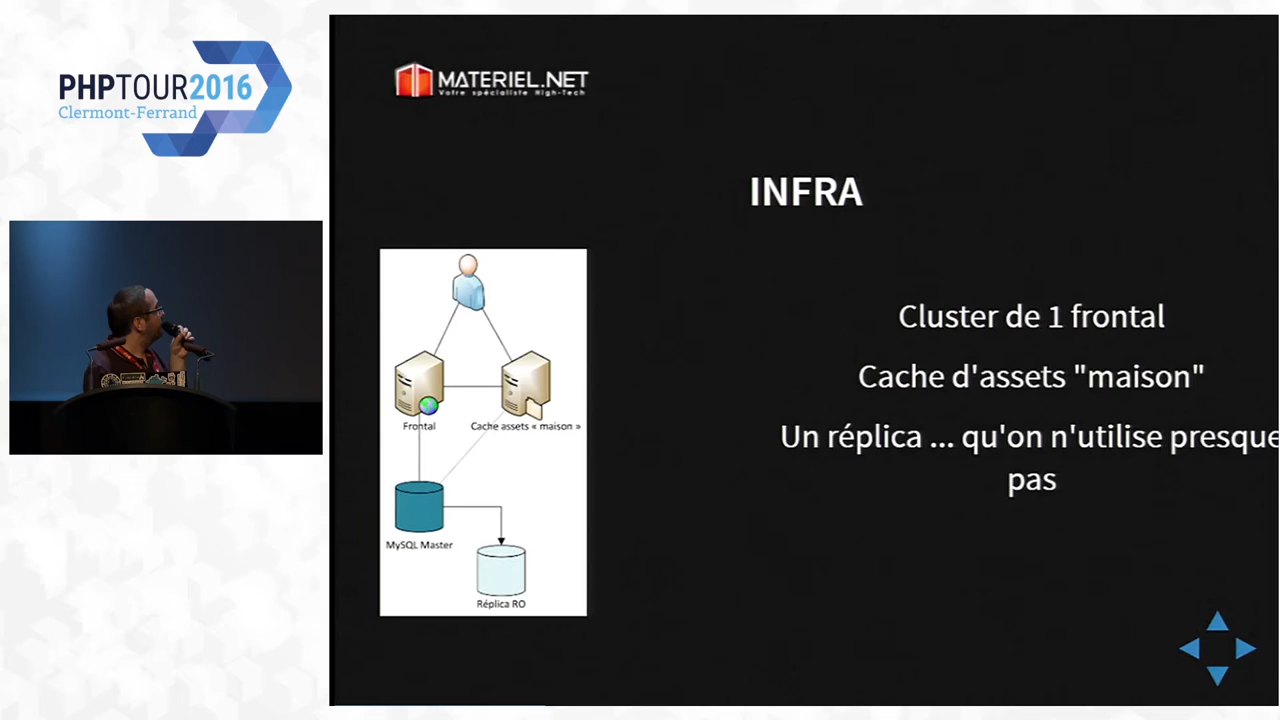 PHPTOUR2016
Clermont-Ferrand
MATERIEL.NET
Votre spécialiste High-Tech
INFRA
Cluster de 1 frontal
Cache d'assets "maison"
Un réplica ... qu'on n'utilise presque
pas
Frontal
Cache assets « maison »
MySQL Master
Réplica RO